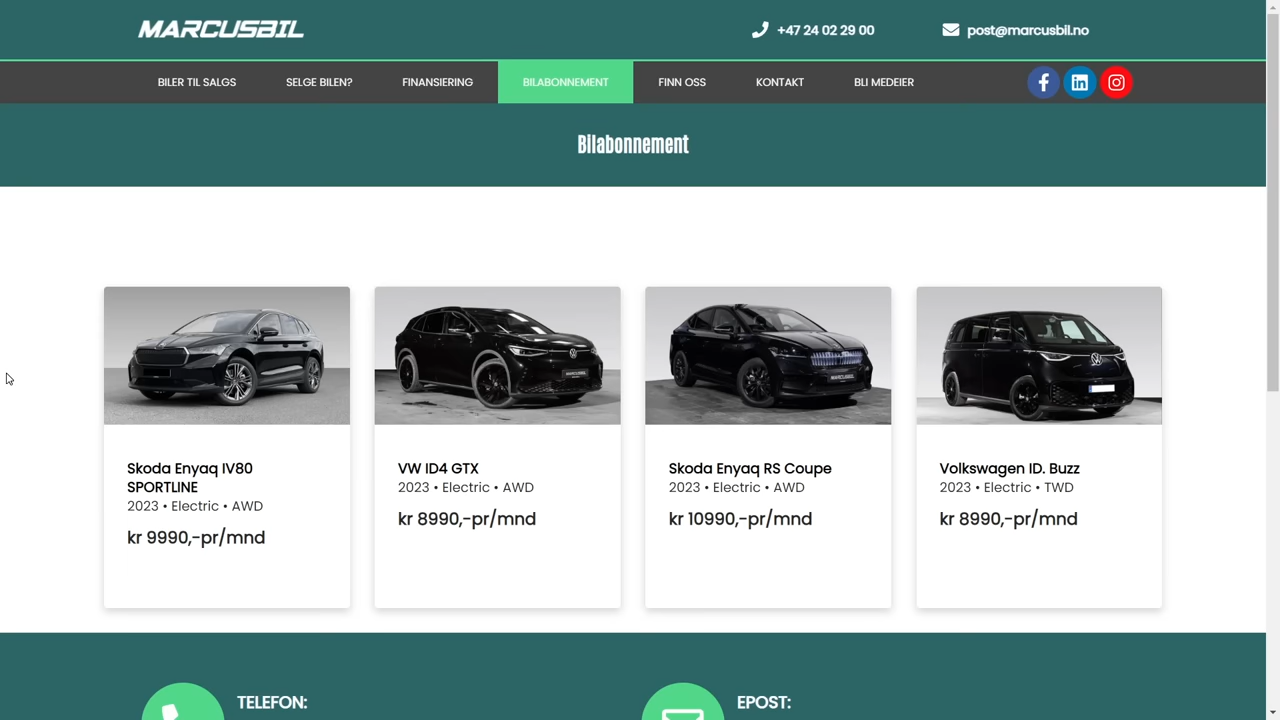 MARCUSBIL
+47 24 02 29 00
post@marcusbil.no
BILER TIL SALGS
SELGE BILEN?
FINANSIERING
BILABONNEMENT
FINN OSS
KONTAKT
BLI MEDEIER
Bilabonnement
Skoda Enyaq IV80
SPORTLINE
2023 • Electric • AWD
kr 9990,-pr/mnd
VW ID4 GTX
2023 • Electric • AWD
kr 8990,-pr/mnd
Skoda Enyaq RS Coupe
2023 • Electric • AWD
kr 10990,-pr/mnd
Volkswagen ID. Buzz
2023 • Electric • TWD
kr 8990,-pr/mnd
TELEFON:
EPOST: